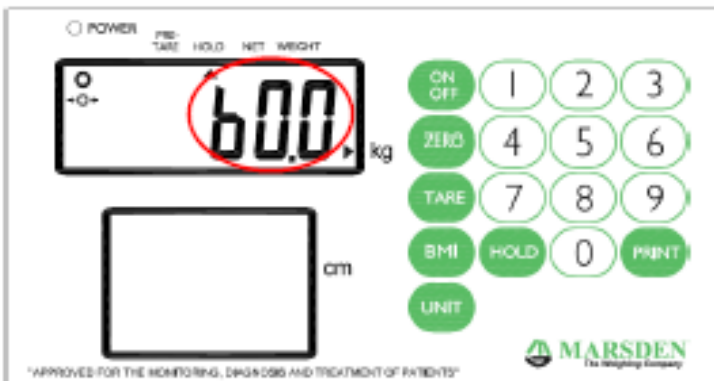 POWER
PRE-
TARE HOLD NET WEIGHT
0
60.0
kg
cm
ON
OFF
1 2 3
ZERO 4 5 6
TARE 7 8 9
BMI HOLD 0 PRINT
UNIT
MARSDEN
The Weighing Company
"APPROVED FOR THE MONITORING, DIAGNOSIS AND TREATMENT OF PATIENTS"